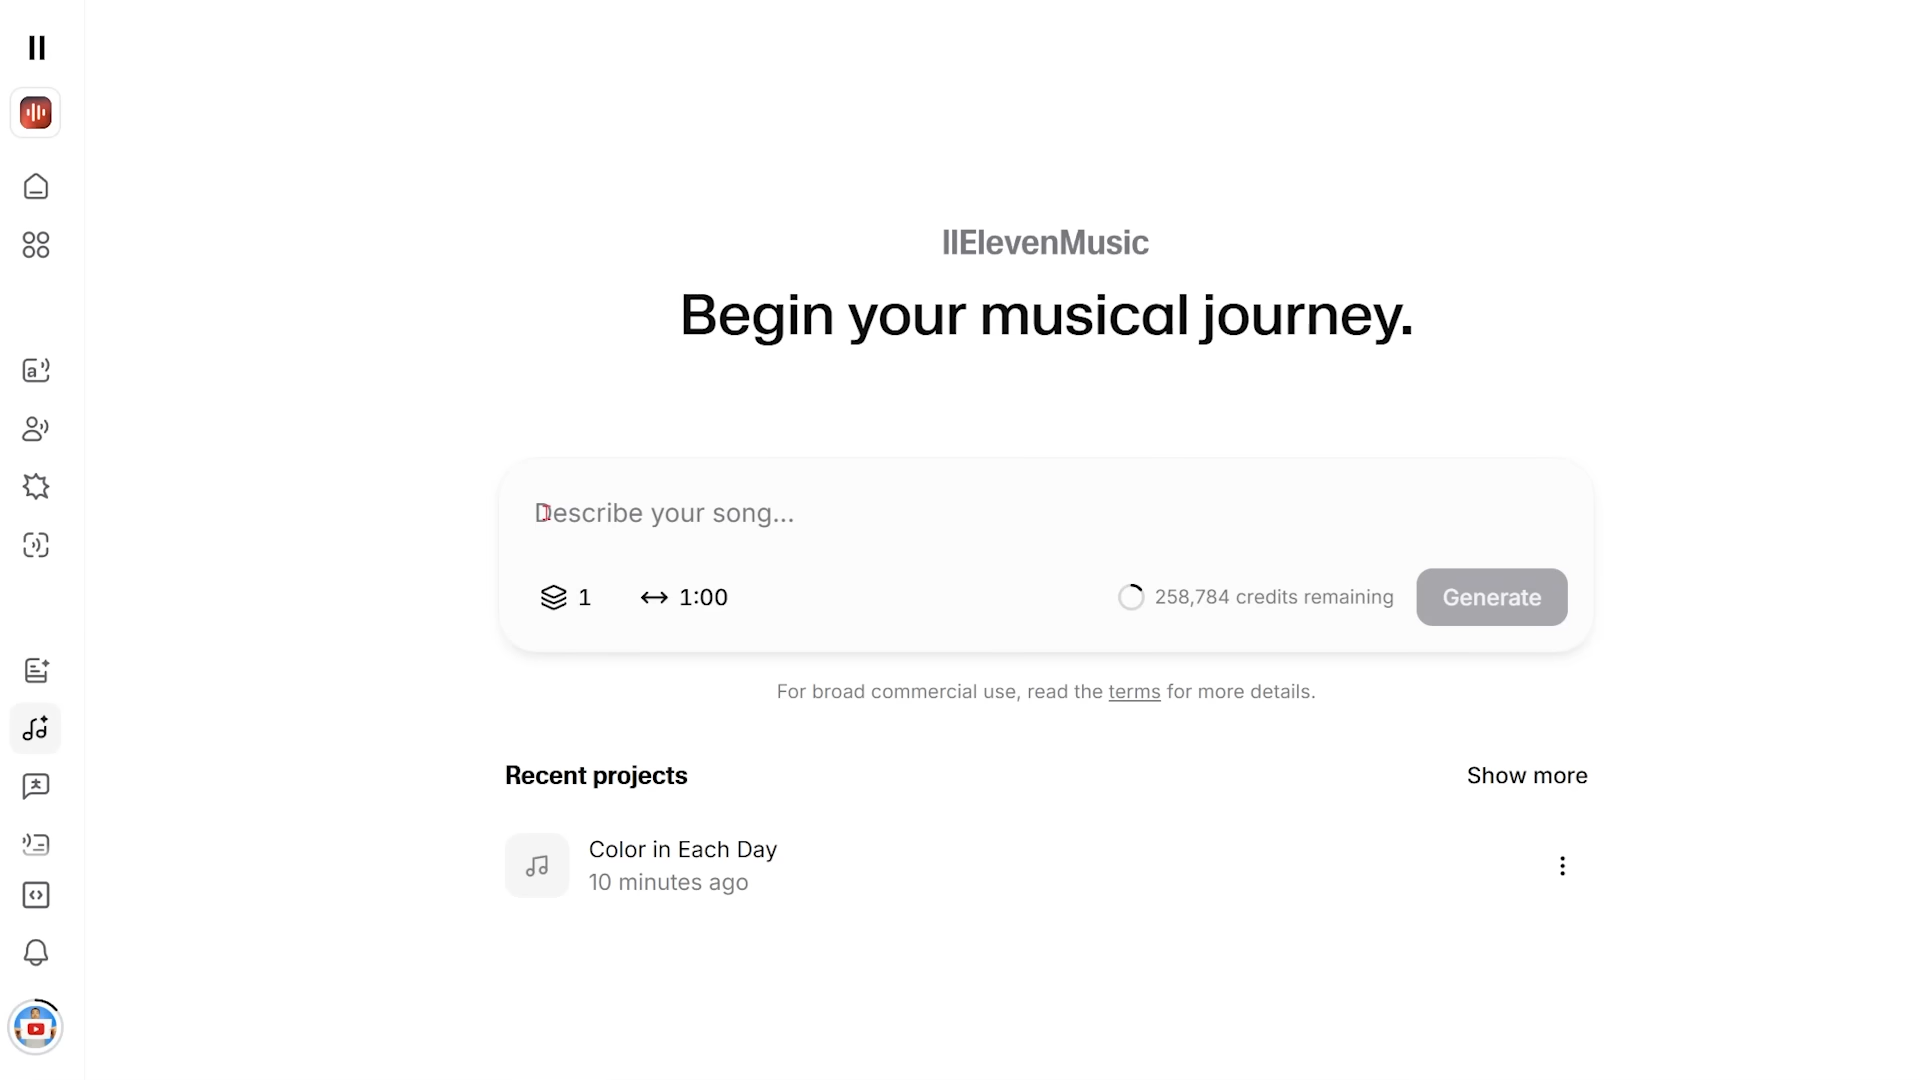 IIElevenMusic
Begin your musical journey.
Describe your song...
1
1:00
258,784 credits remaining
Generate
For broad commercial use, read the terms for more details.
Recent projects
Show more
Color in Each Day
10 minutes ago